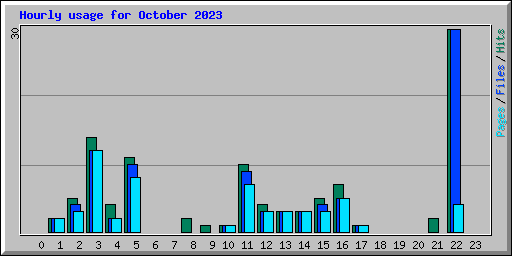 Hourly usage for October 2023
30
Pages/Files/Hits
0 1 2 3 4 5 6 7 8 9 10 11 12 13 14 15 16 17 18 19 20 21 22 23